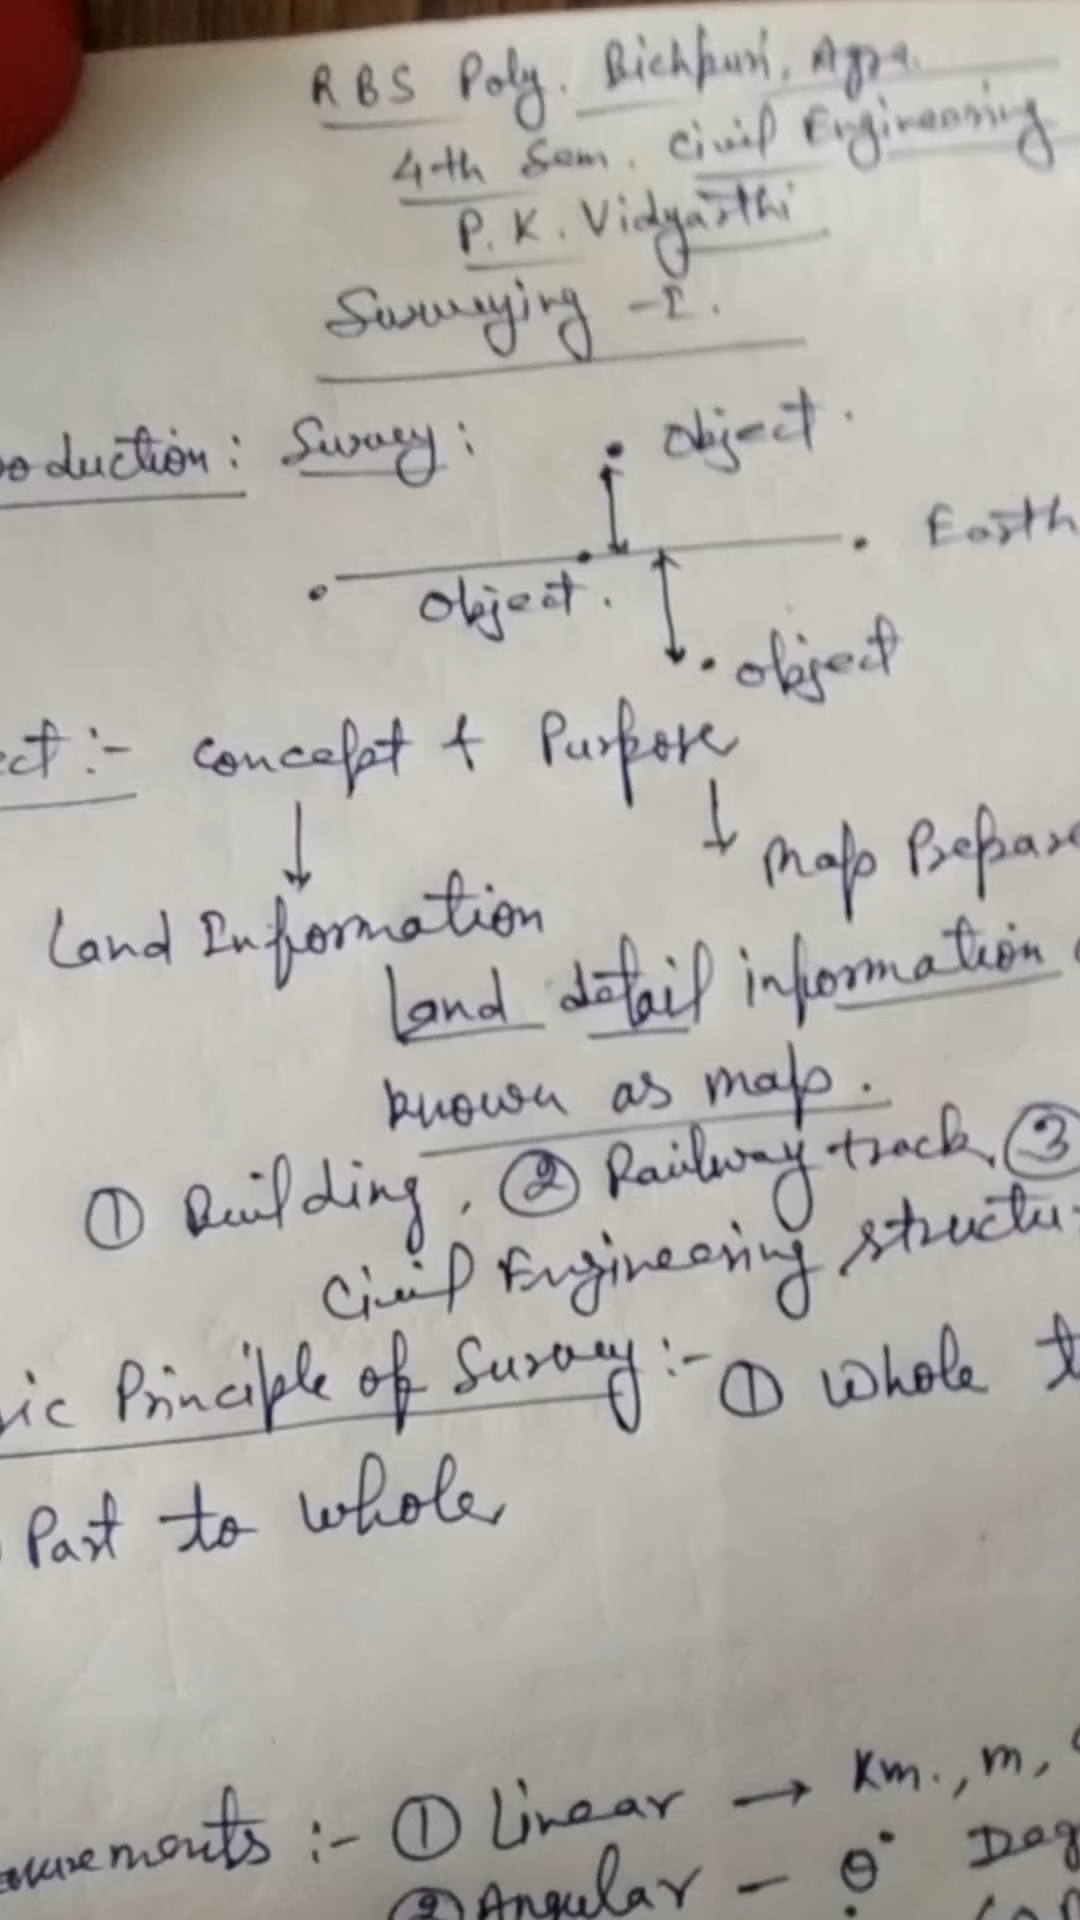 RBS Poly. Bichpuri, Agra.
4th Sem. Civil Engineering
P. K. Vidyarthi
Surveying -I.
oduction: Survey:
Object.
Earth
Object.
Object
ct :- Concept + Purpose
Map Prepare
Land Information
Land detail information
known as map.
① Building, ② Railway track, ③
Civil Engineering structu
ic Principle of Survey :- ① Whole t
Part to whole
urements :- ① Linear → Km., m,
② Angular - θ° Deg